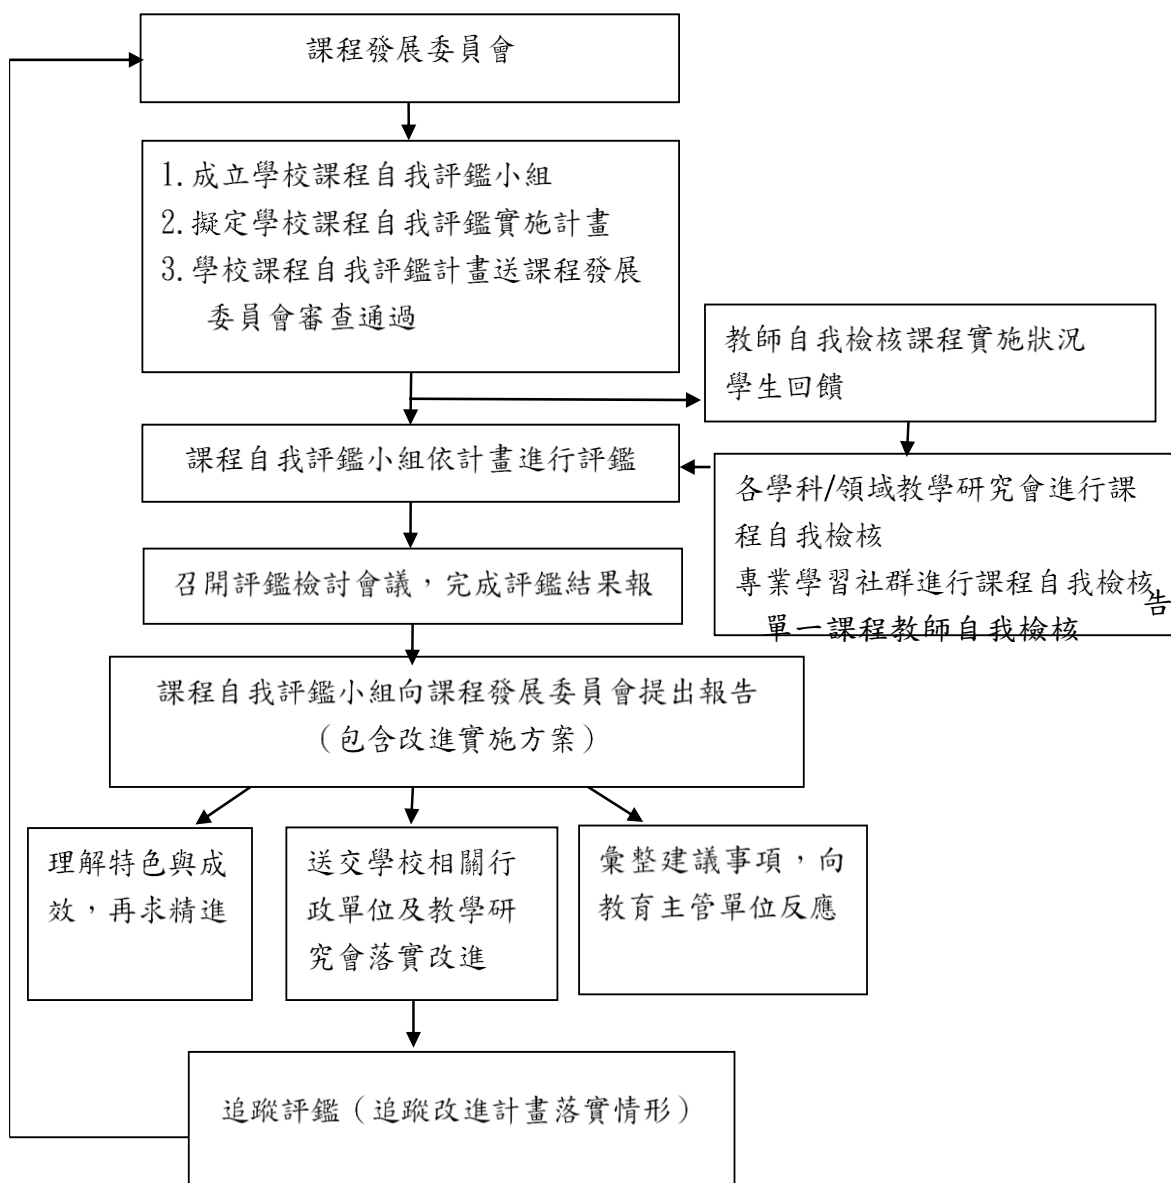 課程發展委員會
1.成立學校課程自我評鑑小組
2.擬定學校課程自我評鑑實施計畫
3.學校課程自我評鑑計畫送課程發展
委員會審查通過
教師自我檢核課程實施狀況
學生回饋
課程自我評鑑小組依計畫進行評鑑
各學科/領域教學研究會進行課
程自我檢核
專業學習社群進行課程自我檢核
單一課程教師自我檢核
召開評鑑檢討會議，完成評鑑結果報
告
課程自我評鑑小組向課程發展委員會提出報告
（包含改進實施方案）
理解特色與成
效，再求精進
送交學校相關行
政單位及教學研
究會落實改進
彙整建議事項，向
教育主管單位反應
追蹤評鑑（追蹤改進計畫落實情形）